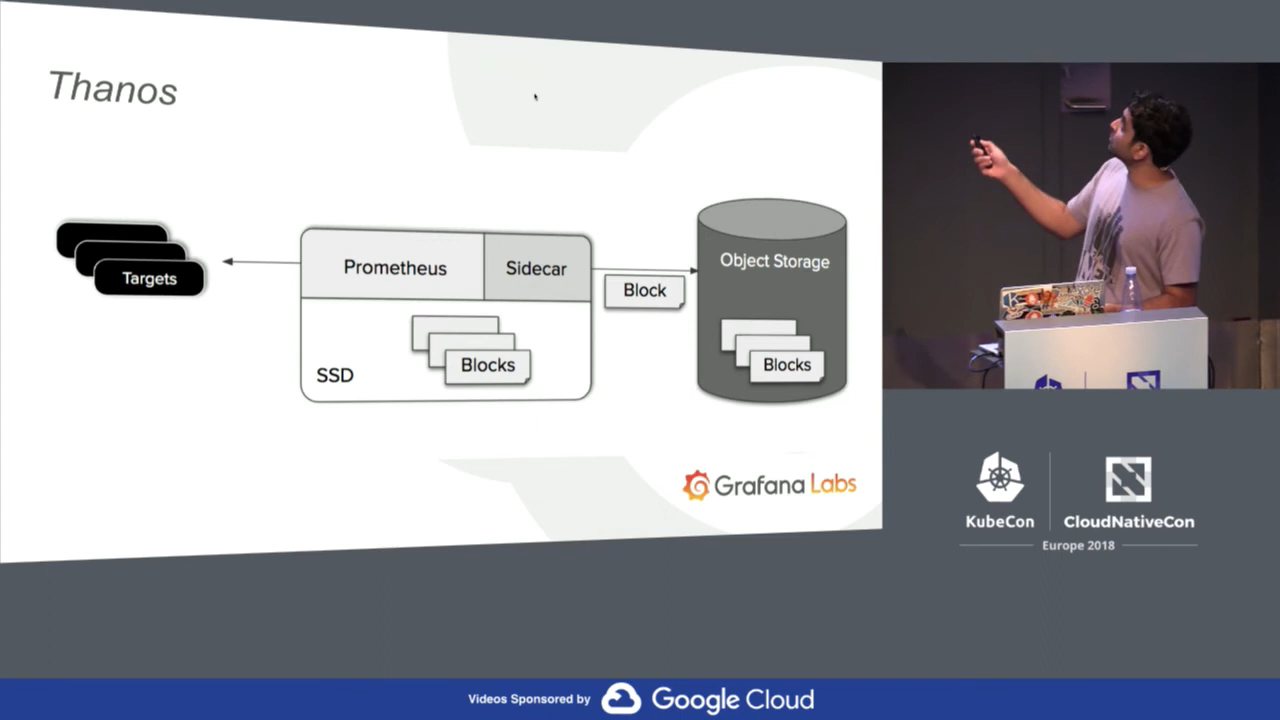 Thanos
Targets
Prometheus
Sidecar
SSD
Blocks
Block
Object Storage
Blocks
Grafana Labs
KubeCon
CloudNativeCon
Europe 2018
Videos Sponsored by
Google Cloud